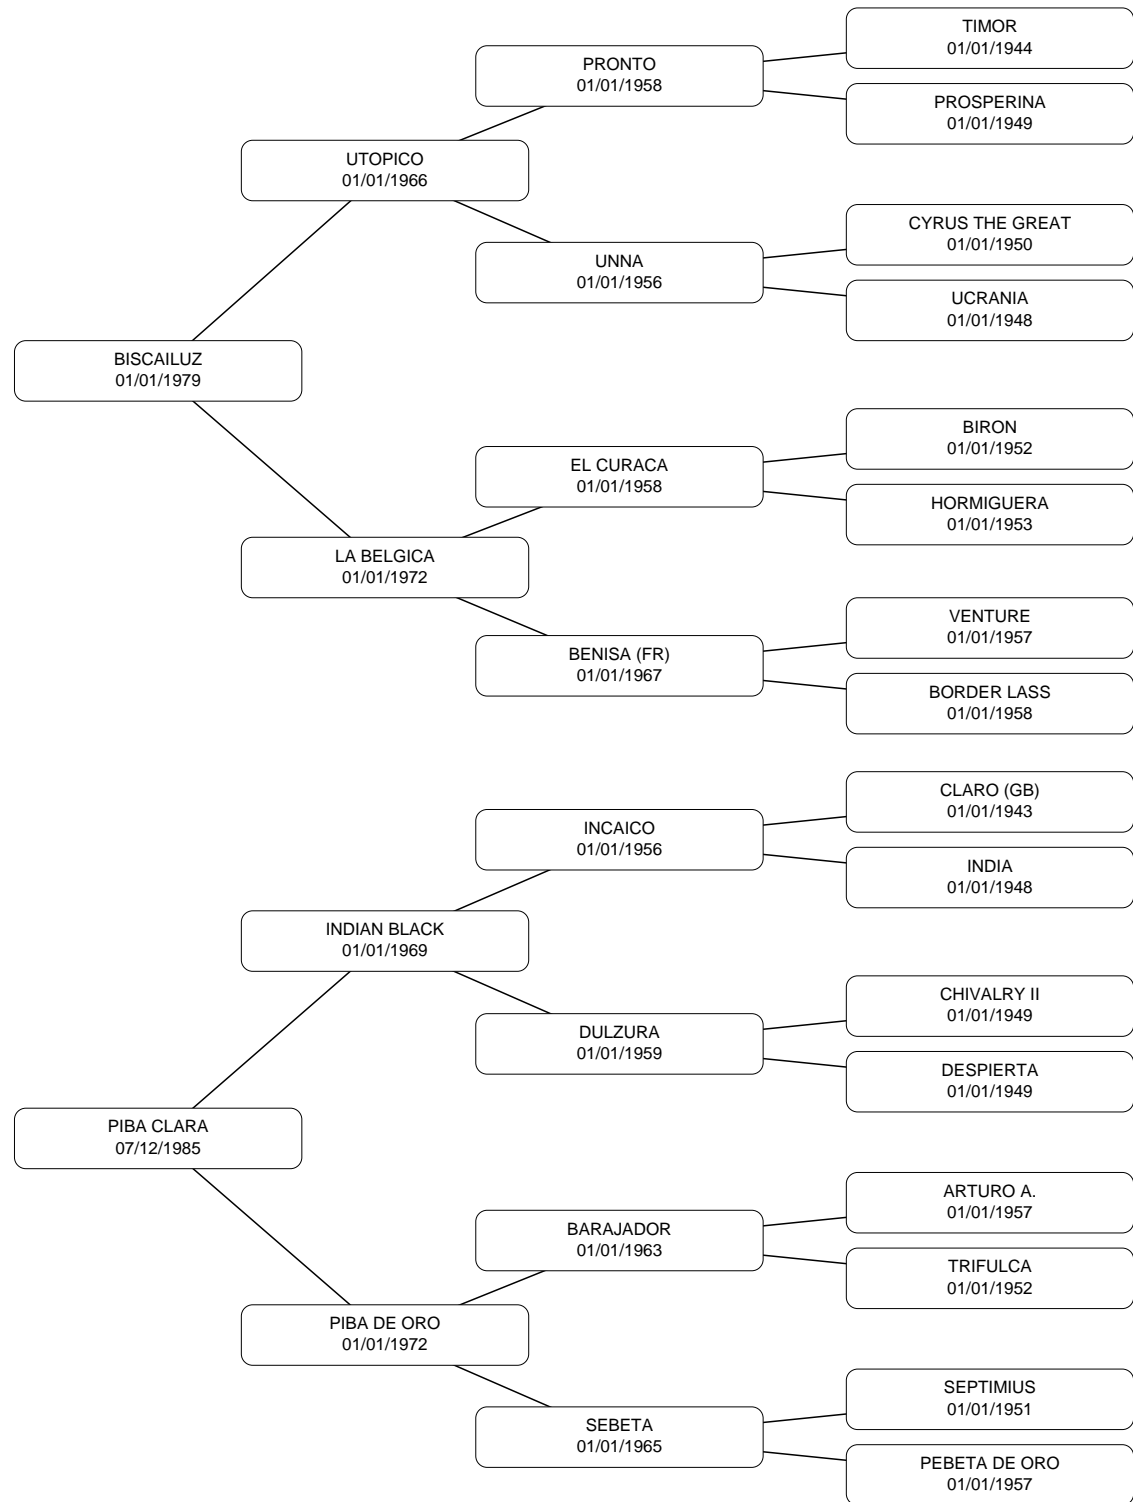 TIMOR
01/01/1944
PRONTO
01/01/1958
PROSPERINA
01/01/1949
UTOPICO
01/01/1966
CYRUS THE GREAT
01/01/1950
UNNA
01/01/1956
UCRANIA
01/01/1948
BISCAILUZ
01/01/1979
BIRON
01/01/1952
EL CURACA
01/01/1958
HORMIGUERA
01/01/1953
LA BELGICA
01/01/1972
VENTURE
01/01/1957
BENISA (FR)
01/01/1967
BORDER LASS
01/01/1958
CLARO (GB)
01/01/1943
INCAICO
01/01/1956
INDIA
01/01/1948
INDIAN BLACK
01/01/1969
CHIVALRY II
01/01/1949
DULZURA
01/01/1959
DESPIERTA
01/01/1949
PIBA CLARA
07/12/1985
ARTURO A.
01/01/1957
BARAJADOR
01/01/1963
TRIFULCA
01/01/1952
PIBA DE ORO
01/01/1972
SEPTIMIUS
01/01/1951
SEBETA
01/01/1965
PEBETA DE ORO
01/01/1957